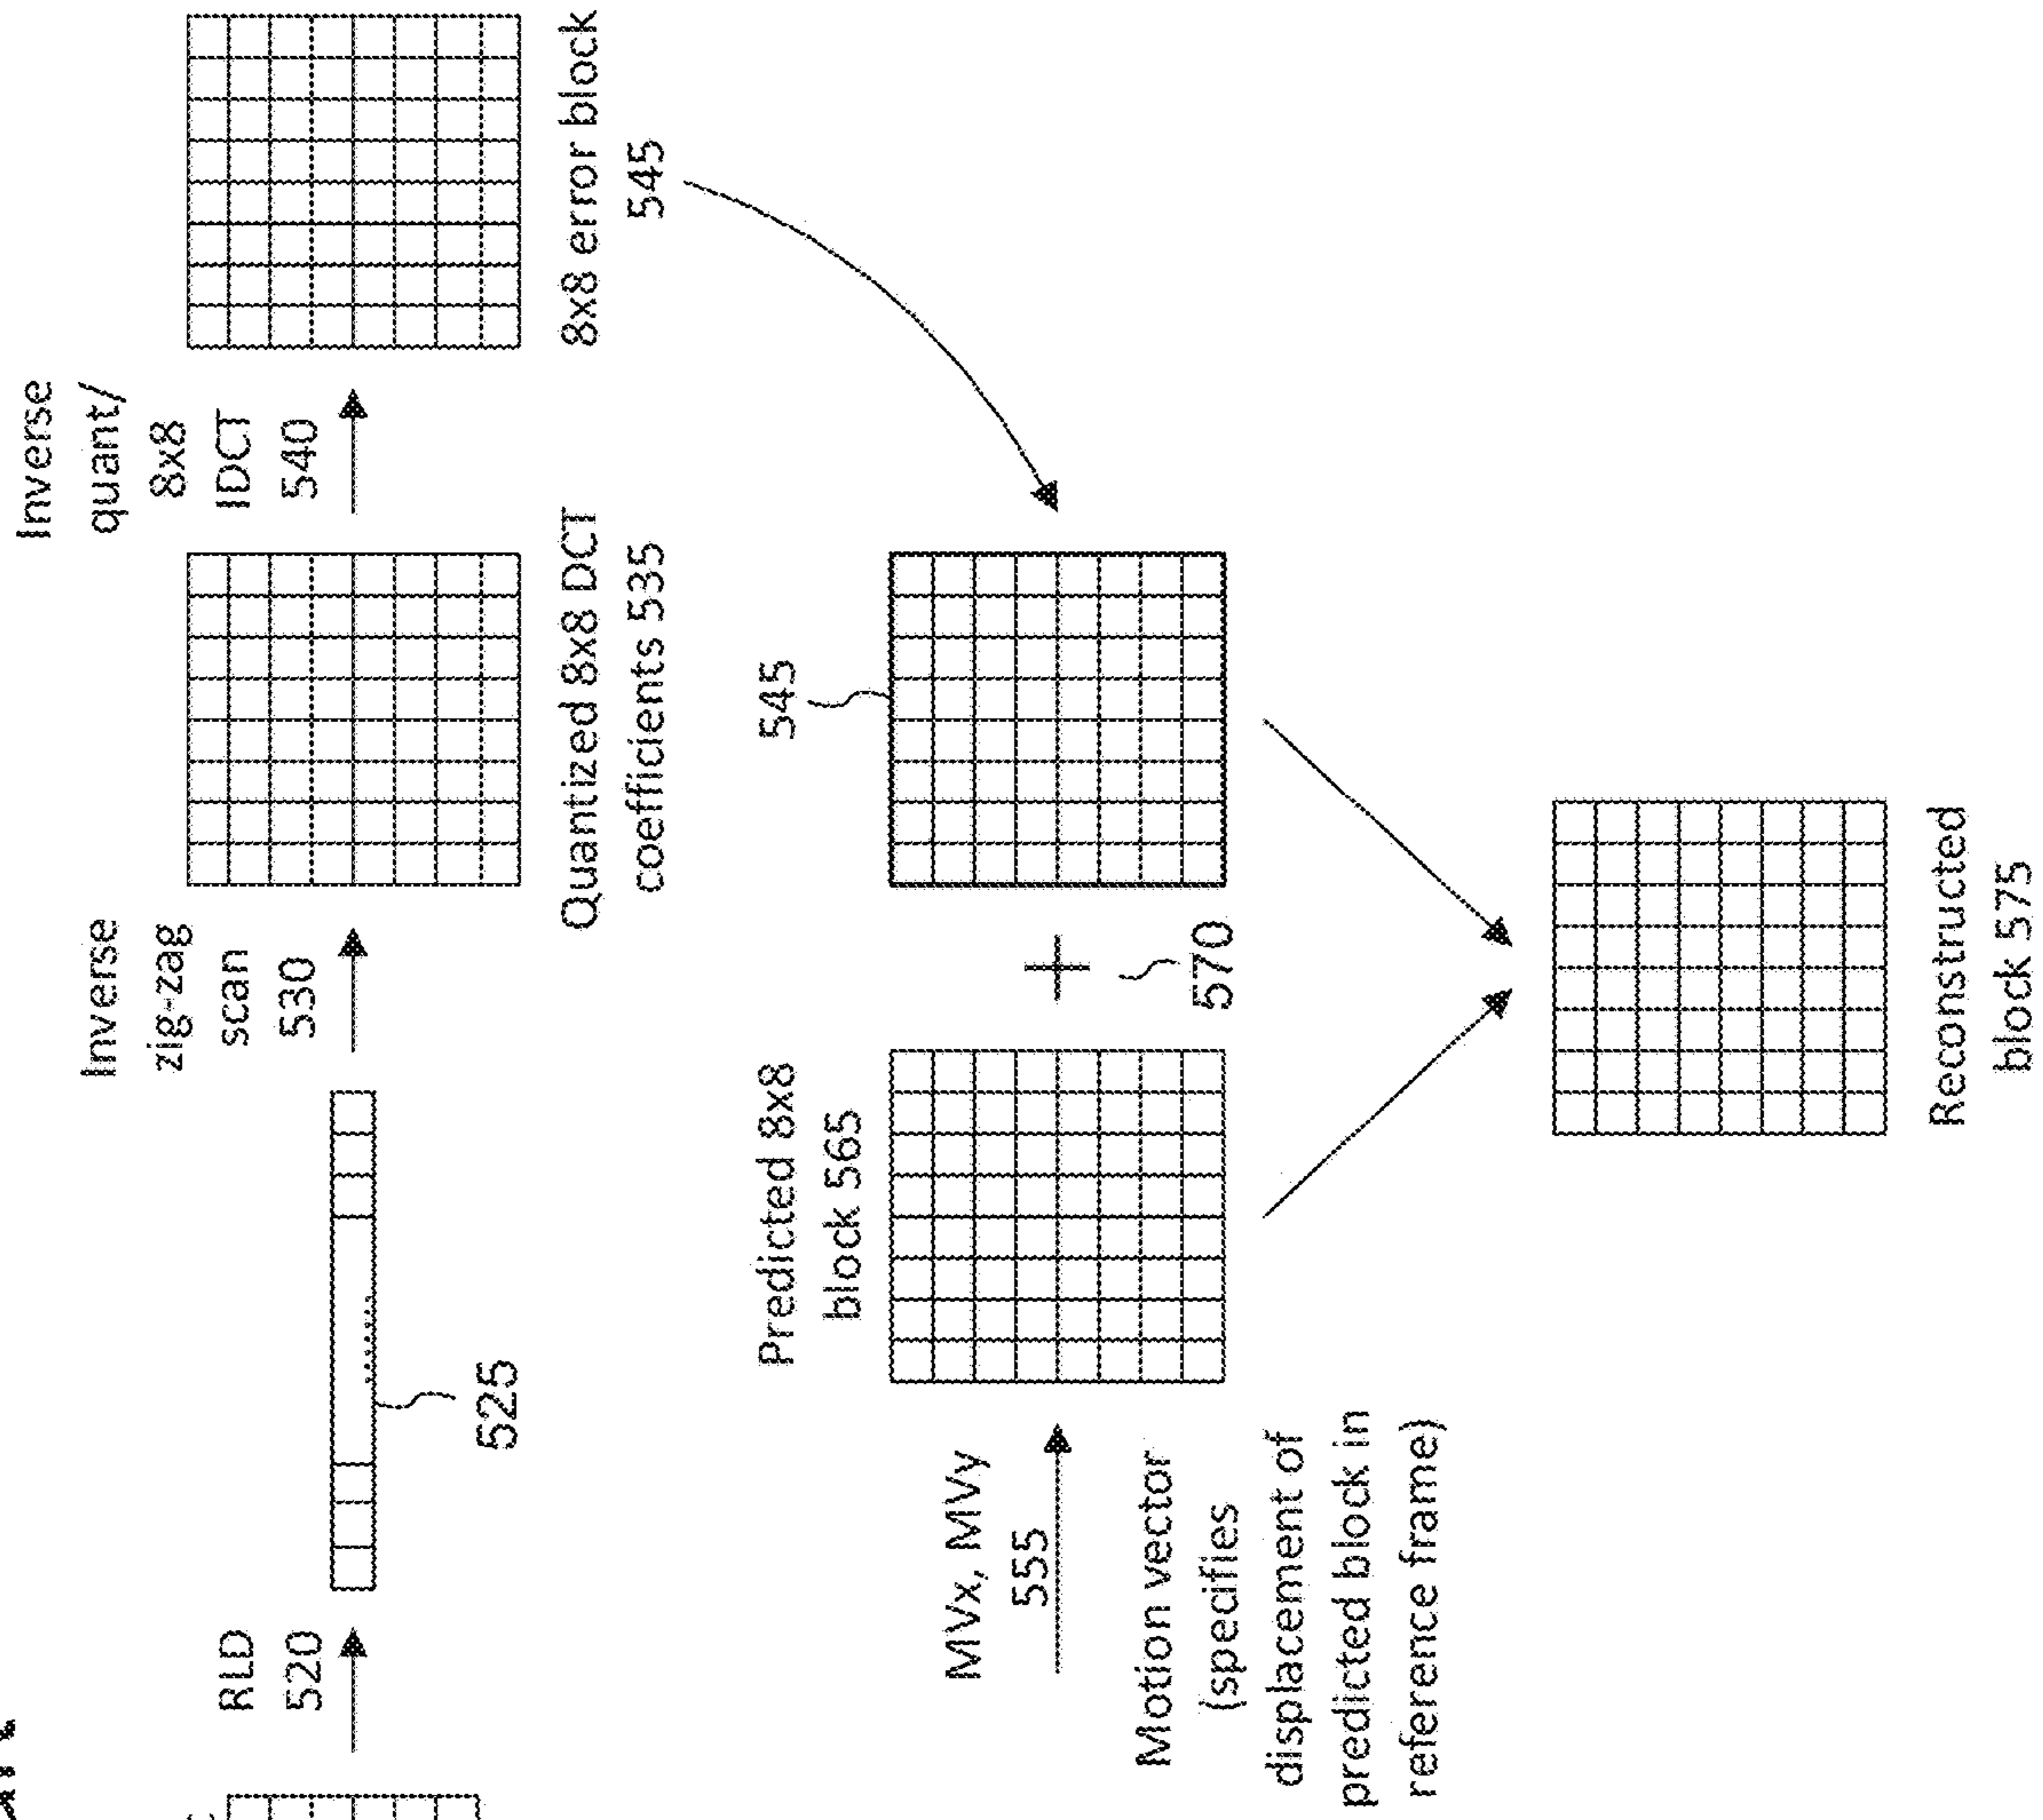 RLD
520
525
Inverse
zig-zag
scan
530
Quantized 8x8 DCT
coefficients 535
Inverse
quant/
8x8
IDCT
540
8x8 error block
545
MVx, MVy
555
Motion vector
(specifies
displacement of
predicted block in
reference frame)
Predicted 8x8
block 565
570
545
Reconstructed
block 575